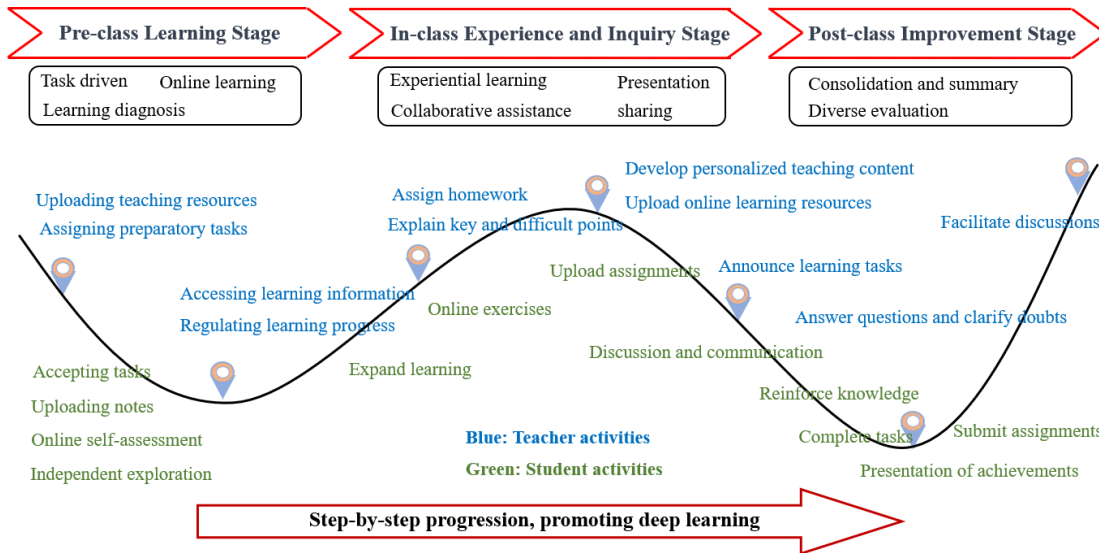 Pre-class Learning Stage
In-class Experience and Inquiry Stage
Post-class Improvement Stage
Task driven
Online learning
Learning diagnosis
Experiential learning
Presentation
Collaborative assistance
sharing
Consolidation and summary
Diverse evaluation
Uploading teaching resources
Assigning preparatory tasks
Accessing learning information
Regulating learning progress
Accepting tasks
Uploading notes
Online self-assessment
Independent exploration
Assign homework
Explain key and difficult points
Develop personalized teaching content
Upload online learning resources
Upload assignments
Online exercises
Expand learning
Announce learning tasks
Facilitate discussions
Answer questions and clarify doubts
Discussion and communication
Reinforce knowledge
Complete tasks
Submit assignments
Presentation of achievements
Blue: Teacher activities
Green: Student activities
Step-by-step progression, promoting deep learning